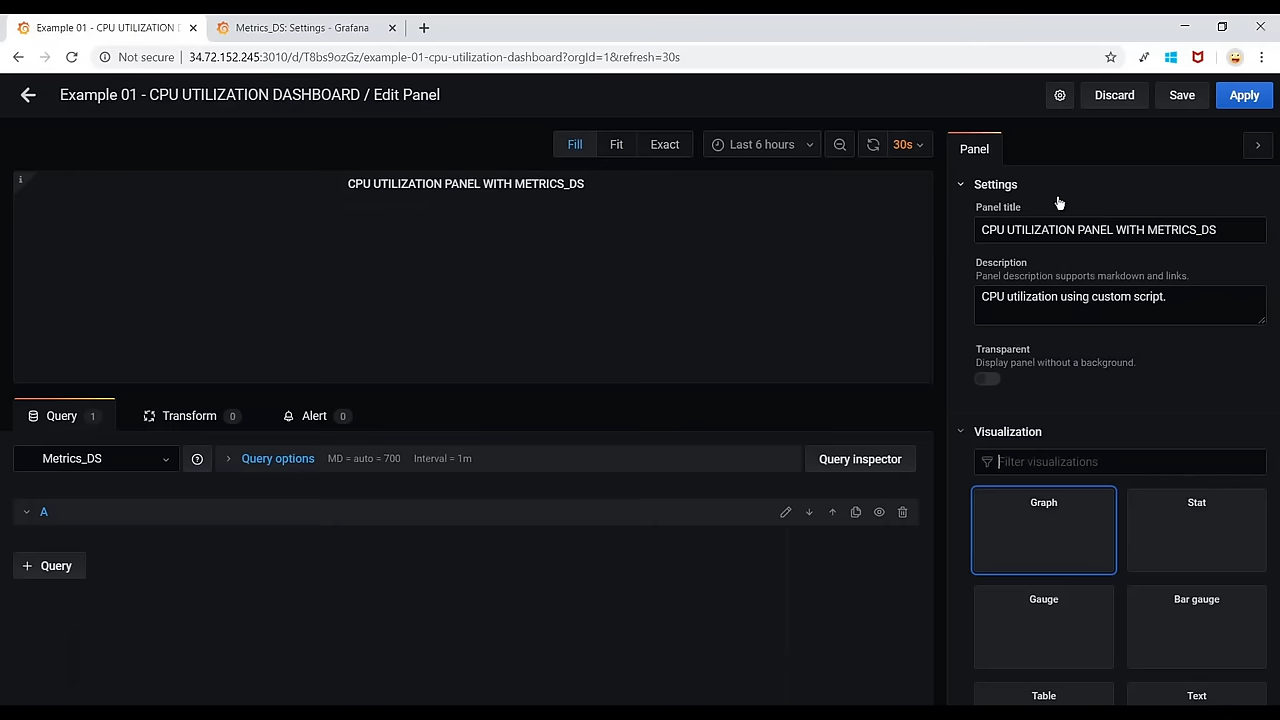 Example 01 - CPU UTILIZATION D
Metrics_DS: Settings - Grafana
Not secure
34.72.152.245:3010/d/T8bs9ozGz/example-01-cpu-utilization-dashboard?orgId=1&refresh=30s
Example 01 - CPU UTILIZATION DASHBOARD / Edit Panel
Discard
Save
Apply
Fill
Fit
Exact
Last 6 hours
30s
Panel
i
CPU UTILIZATION PANEL WITH METRICS_DS
Settings
Panel title
CPU UTILIZATION PANEL WITH METRICS_DS
Description
Panel description supports markdown and links.
CPU utilization using custom script.
Transparent
Display panel without a background.
Query 1
Transform 0
Alert 0
Visualization
Metrics_DS
Query options
MD = auto = 700
Interval = 1m
Query inspector
Filter visualizations
A
+ Query
Graph
Stat
Gauge
Bar gauge
Table
Text